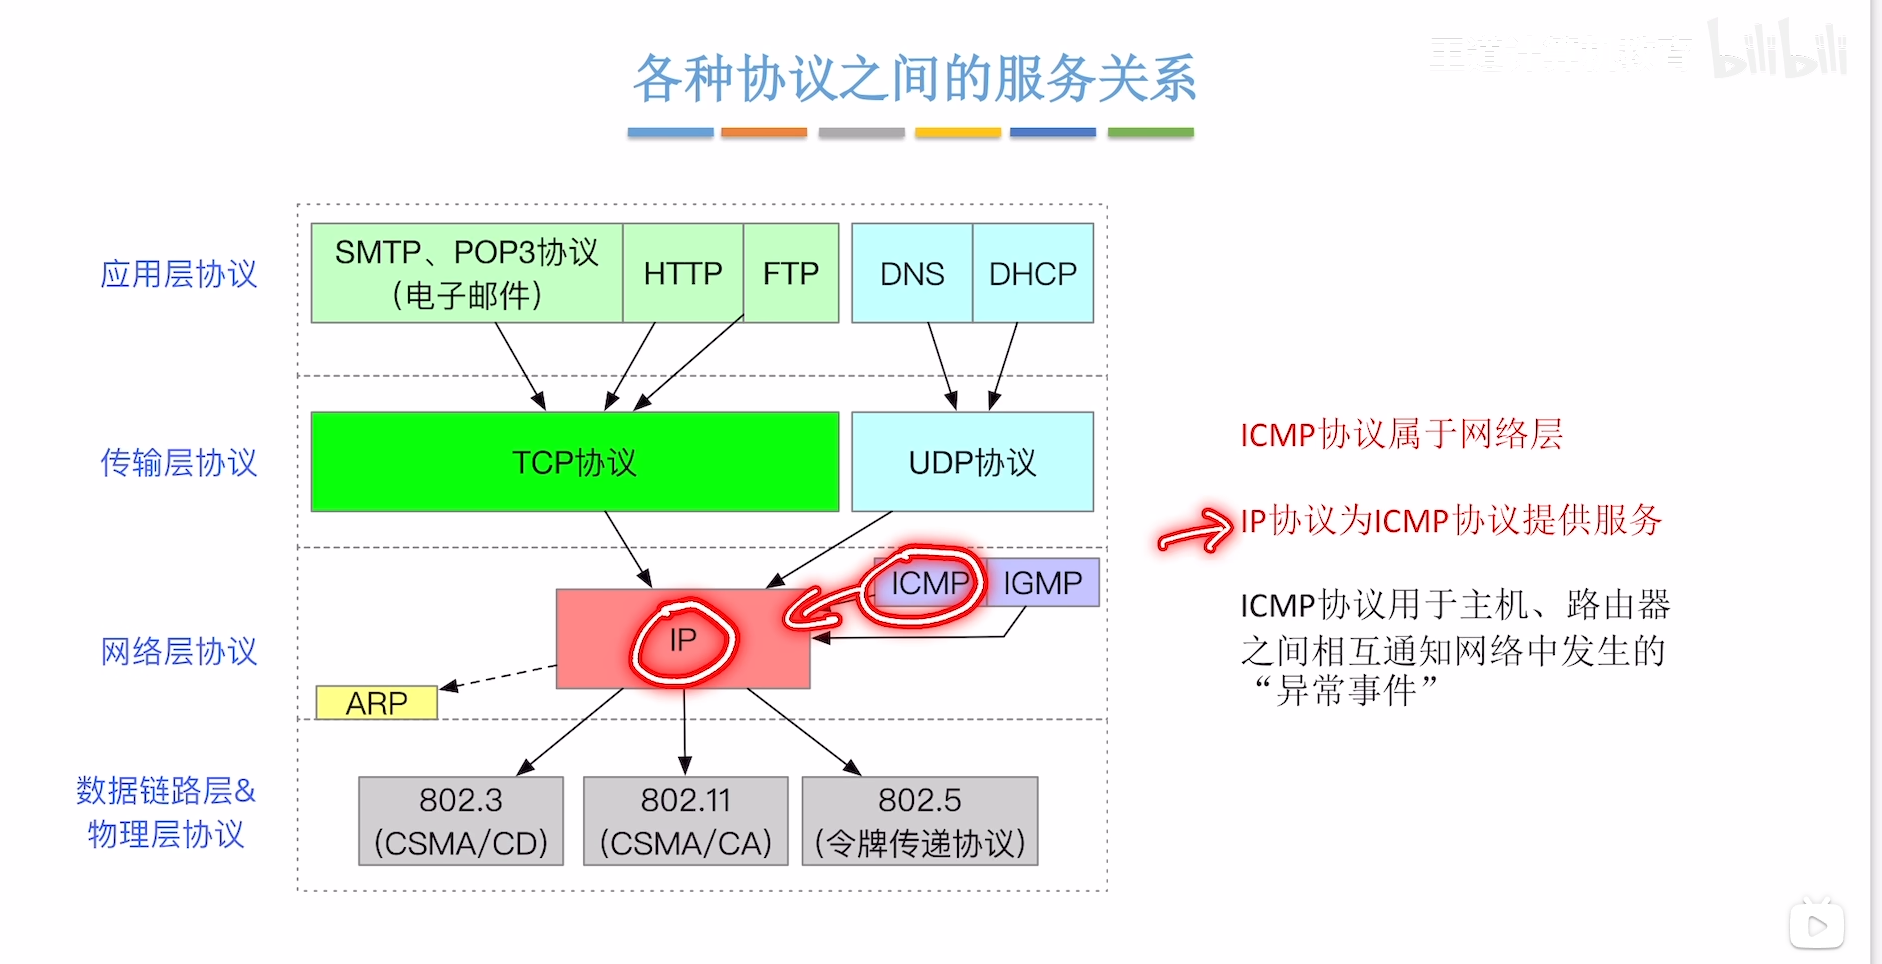 王道计算机教育 bilibili
各种协议之间的服务关系
应用层协议
SMTP、POP3协议
（电子邮件）
HTTP
FTP
DNS
DHCP
传输层协议
TCP协议
UDP协议
网络层协议
ICMP
IGMP
IP
ARP
数据链路层&
物理层协议
802.3
（CSMA/CD）
802.11
（CSMA/CA）
802.5
（令牌传递协议）
ICMP协议属于网络层
IP协议为ICMP协议提供服务
ICMP协议用于主机、路由器
之间相互通知网络中发生的
“异常事件”